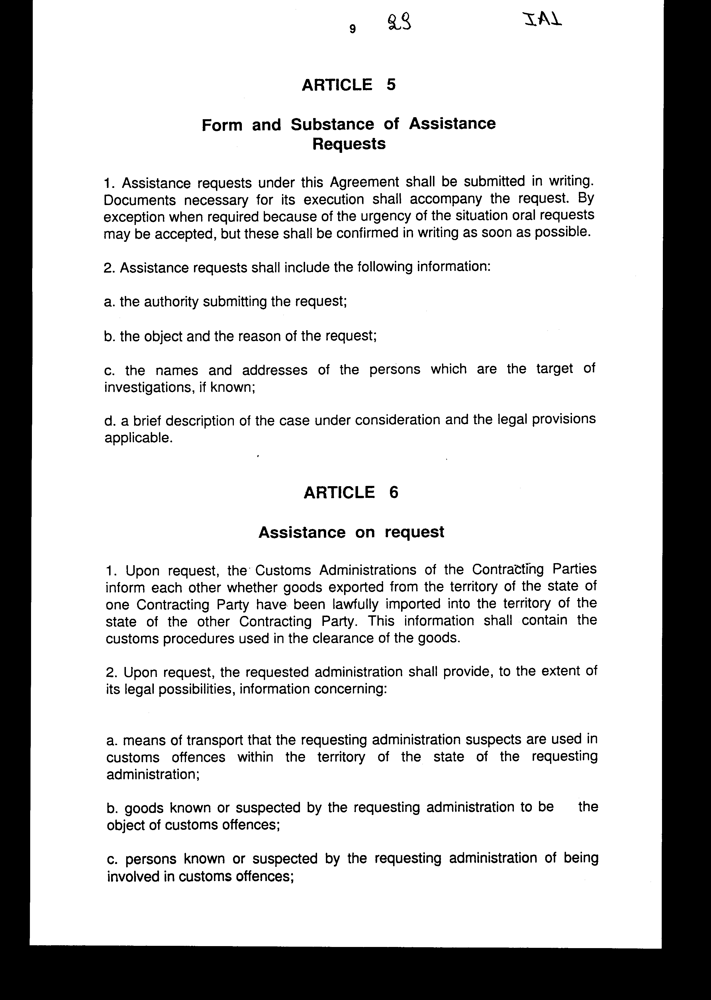 9 29 IA1
ARTICLE 5
Form and Substance of Assistance
Requests
1. Assistance requests under this Agreement shall be submitted in writing.
Documents necessary for its execution shall accompany the request. By
exception when required because of the urgency of the situation oral requests
may be accepted, but these shall be confirmed in writing as soon as possible.
2. Assistance requests shall include the following information:
a. the authority submitting the request;
b. the object and the reason of the request;
c. the names and addresses of the persons which are the target of
investigations, if known;
d. a brief description of the case under consideration and the legal provisions
applicable.
ARTICLE 6
Assistance on request
1. Upon request, the Customs Administrations of the Contracting Parties
inform each other whether goods exported from the territory of the state of
one Contracting Party have been lawfully imported into the territory of the
state of the other Contracting Party. This information shall contain the
customs procedures used in the clearance of the goods.
2. Upon request, the requested administration shall provide, to the extent of
its legal possibilities, information concerning:
a. means of transport that the requesting administration suspects are used in
customs offences within the territory of the state of the requesting
administration;
b. goods known or suspected by the requesting administration to be the
object of customs offences;
c. persons known or suspected by the requesting administration of being
involved in customs offences;